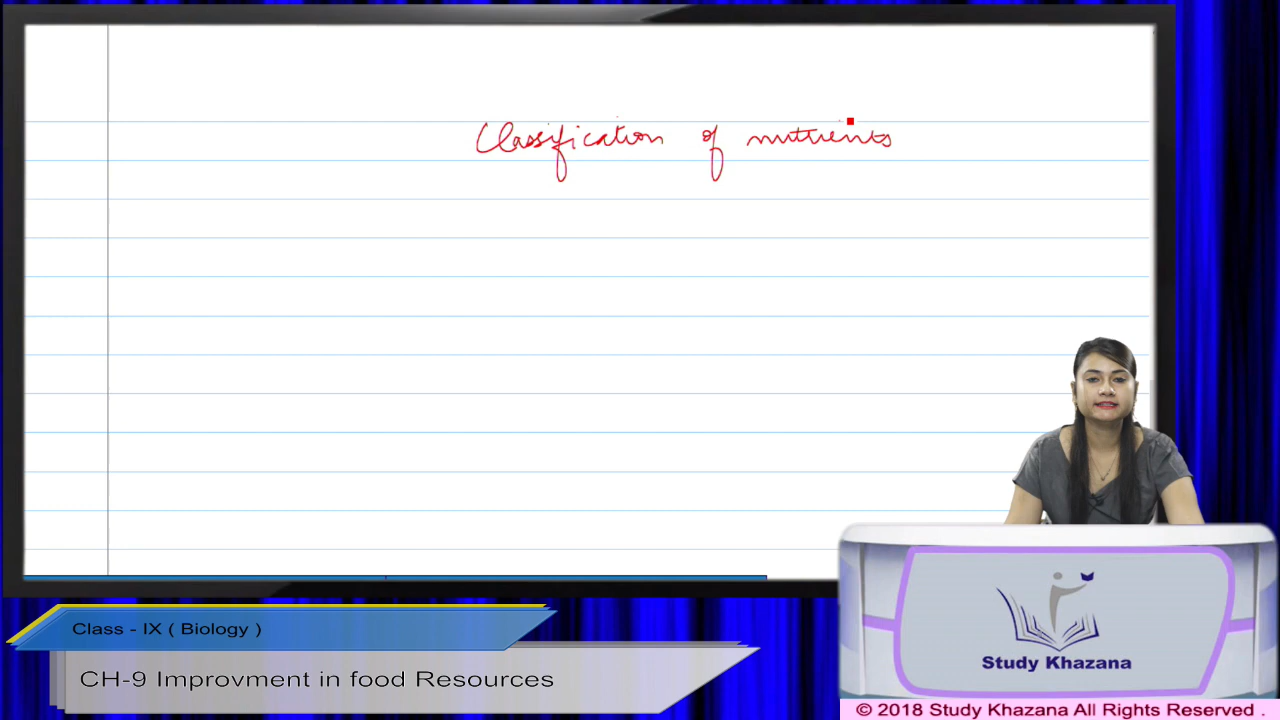 Classification of nutrients
Class - IX ( Biology )
CH-9 Improvment in food Resources
Study Khazana
© 2018 Study Khazana All Rights Reserved .